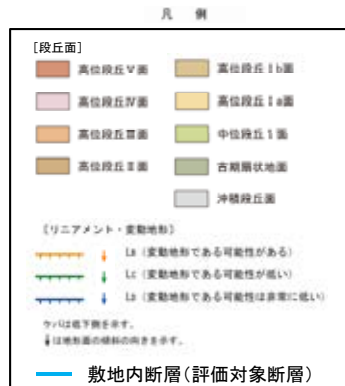 凡　例
[段丘面]
高位段丘Ⅴ面
高位段丘Ⅳ面
高位段丘Ⅲ面
高位段丘Ⅱ面
高位段丘Ⅰb面
高位段丘Ⅰa面
中位段丘1面
古期扇状地面
沖積段丘面
[リニアメント・変動地形]
LB（変動地形である可能性がある）
LC（変動地形である可能性が低い）
LD（変動地形である可能性は非常に低い）
ケバは低下側を示す。
↓は地形面の傾斜の向きを示す。
敷地内断層(評価対象断層)